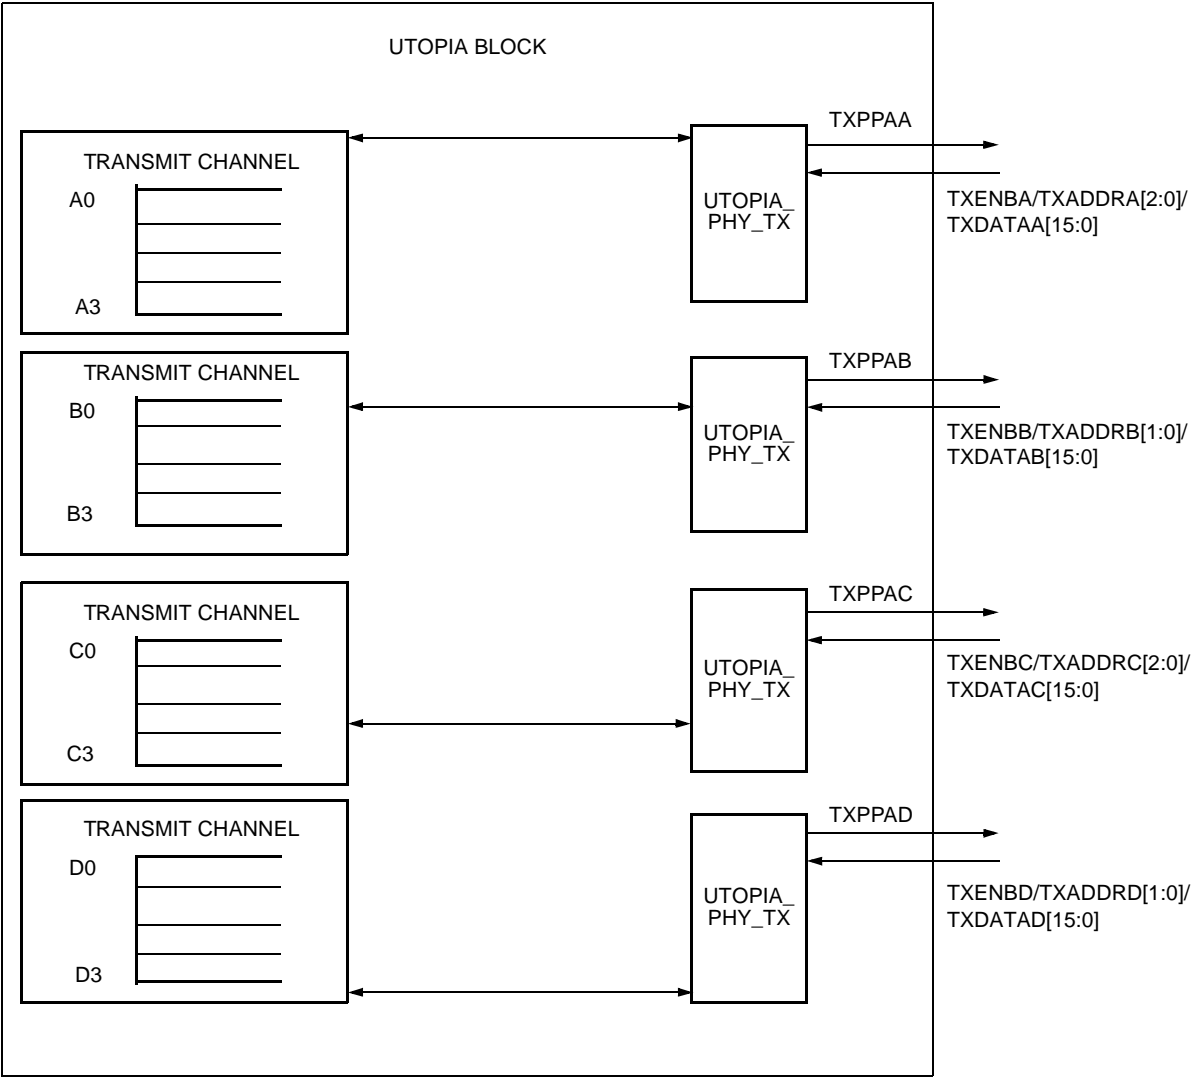 UTOPIA BLOCK
TRANSMIT CHANNEL
A0
A3
UTOPIA_
PHY_TX
TXPPAA
TXENBA/TXADDRA[2:0]/
TXDATAA[15:0]
TRANSMIT CHANNEL
B0
B3
UTOPIA_
PHY_TX
TXPPAB
TXENBB/TXADDRB[1:0]/
TXDATAB[15:0]
TRANSMIT CHANNEL
C0
C3
UTOPIA_
PHY_TX
TXPPAC
TXENBC/TXADDRC[2:0]/
TXDATAC[15:0]
TRANSMIT CHANNEL
D0
D3
UTOPIA_
PHY_TX
TXPPAD
TXENBD/TXADDRD[1:0]/
TXDATAD[15:0]